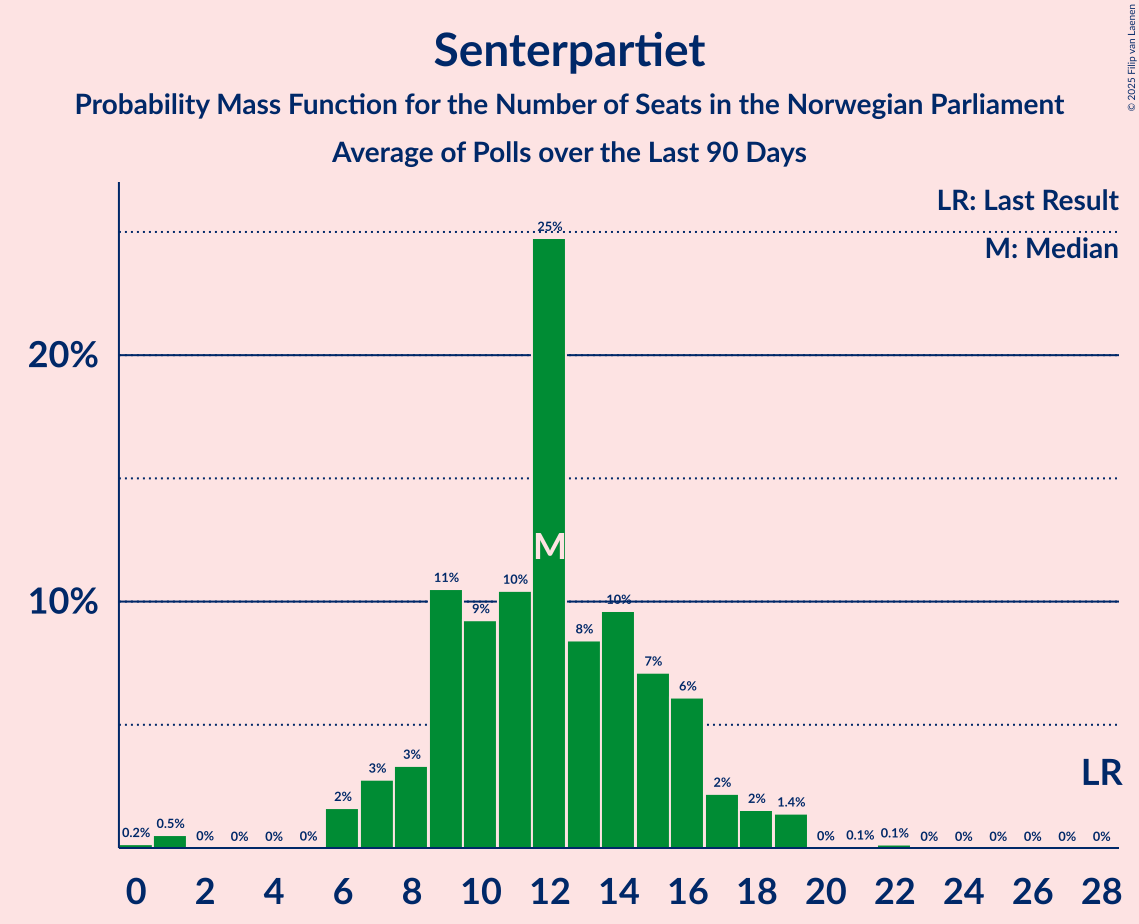 © 2025 Filip van Laenen
Senterpartiet
Probability Mass Function for the Number of Seats in the Norwegian Parliament
Average of Polls over the Last 90 Days
LR: Last Result
M: Median
20%
10%
0.2% 0.5% 0% 0% 0% 0% 2% 3% 3% 11% 9% 10% 25% 8% 10% 7% 6% 2% 2% 1.4% 0% 0.1% 0.1% 0% 0% 0% 0% 0% 0%
M
LR
0 2 4 6 8 10 12 14 16 18 20 22 24 26 28